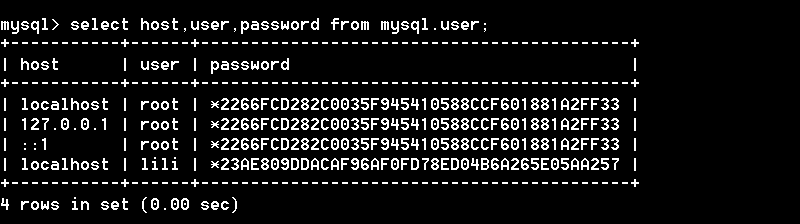 mysql> select host,user,password from mysql.user;
+-----------+------+-------------------------------------------+
| host      | user | password                                  |
+-----------+------+-------------------------------------------+
| localhost | root | *2266FCD282C0035F945410588CCF601881A2FF33 |
| 127.0.0.1 | root | *2266FCD282C0035F945410588CCF601881A2FF33 |
| ::1       | root | *2266FCD282C0035F945410588CCF601881A2FF33 |
| localhost | lili | *23AE809DDACAF96AF0FD78ED04B6A265E05AA257 |
+-----------+------+-------------------------------------------+
4 rows in set (0.00 sec)